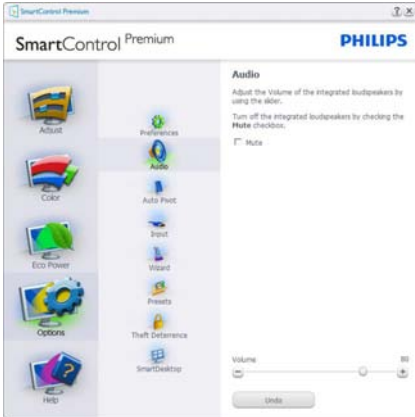 SmartControl Premium
SmartControl Premium
PHILIPS
Adjust
Color
Eco Power
Options
Help
Preferences
Audio
Auto Pivot
Input
Wizard
Presets
Theft Deterrence
SmartDesktop
Audio
Adjust the Volume of the integrated loudspeakers by
using the slider.
Turn off the integrated loudspeakers by checking the
Mute checkbox.
Mute
Volume 80
Undo